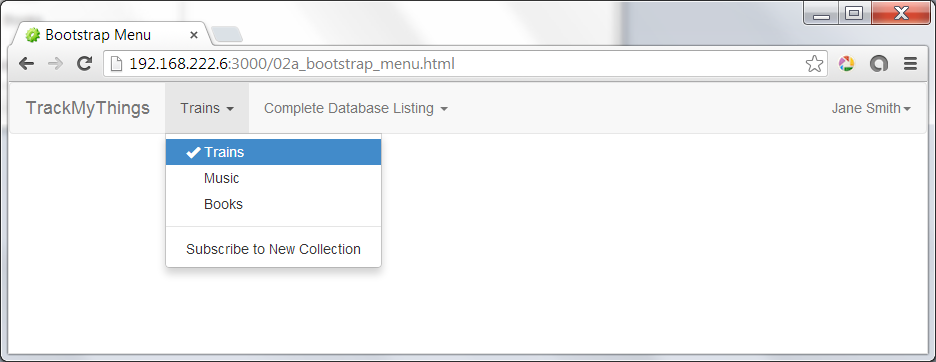 Bootstrap Menu
192.168.222.6:3000/02a_bootstrap_menu.html
TrackMyThings Trains Complete Database Listing Jane Smith
Trains
Music
Books
Subscribe to New Collection